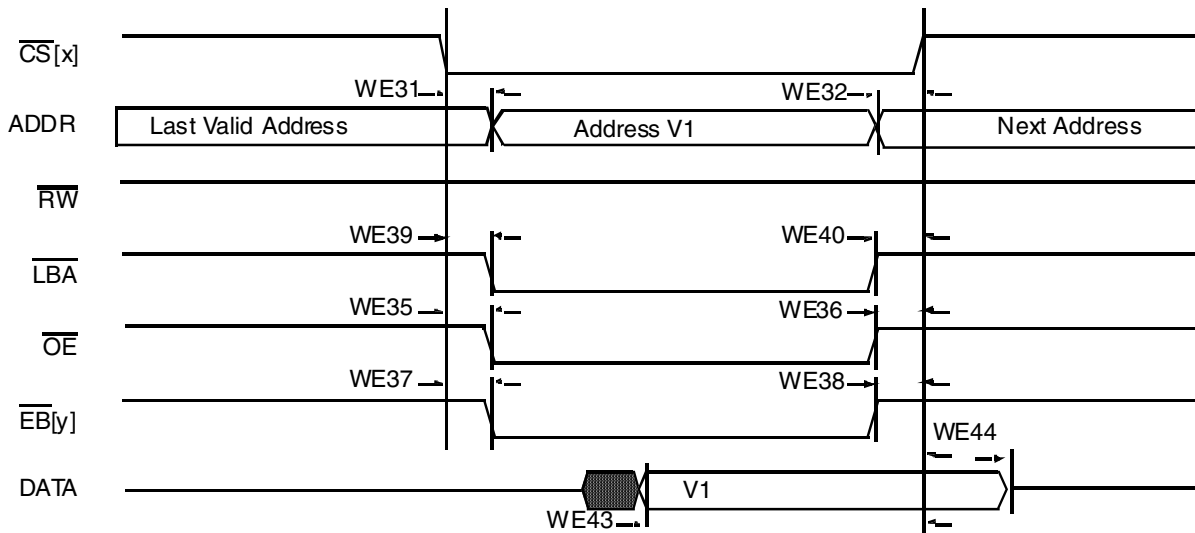 CS[x]
WE31
WE32
ADDR
Last Valid Address
Address V1
Next Address
RW
WE39
WE40
LBA
WE35
WE36
OE
WE37
WE38
EB[y]
WE44
DATA
V1
WE43